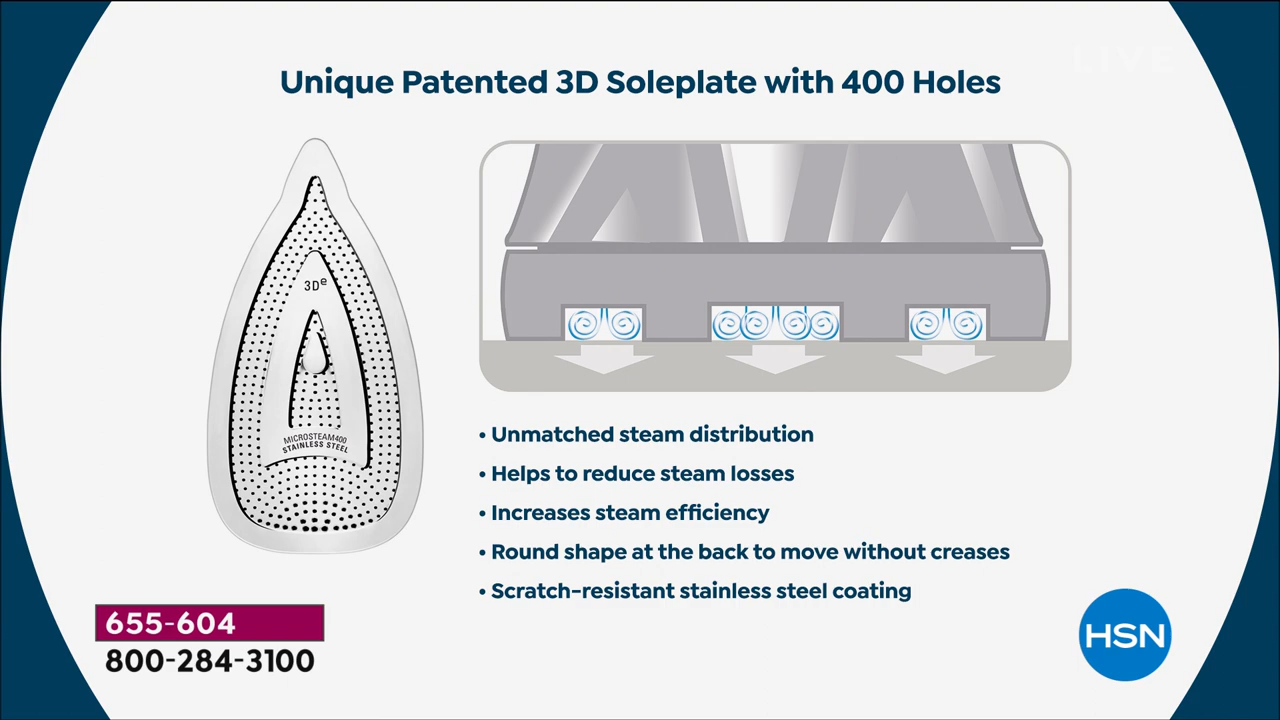 LIVE
Unique Patented 3D Soleplate with 400 Holes
3De
MICROSTEAM400
STAINLESS STEEL
• Unmatched steam distribution
• Helps to reduce steam losses
• Increases steam efficiency
• Round shape at the back to move without creases
• Scratch-resistant stainless steel coating
655-604
800-284-3100
HSN